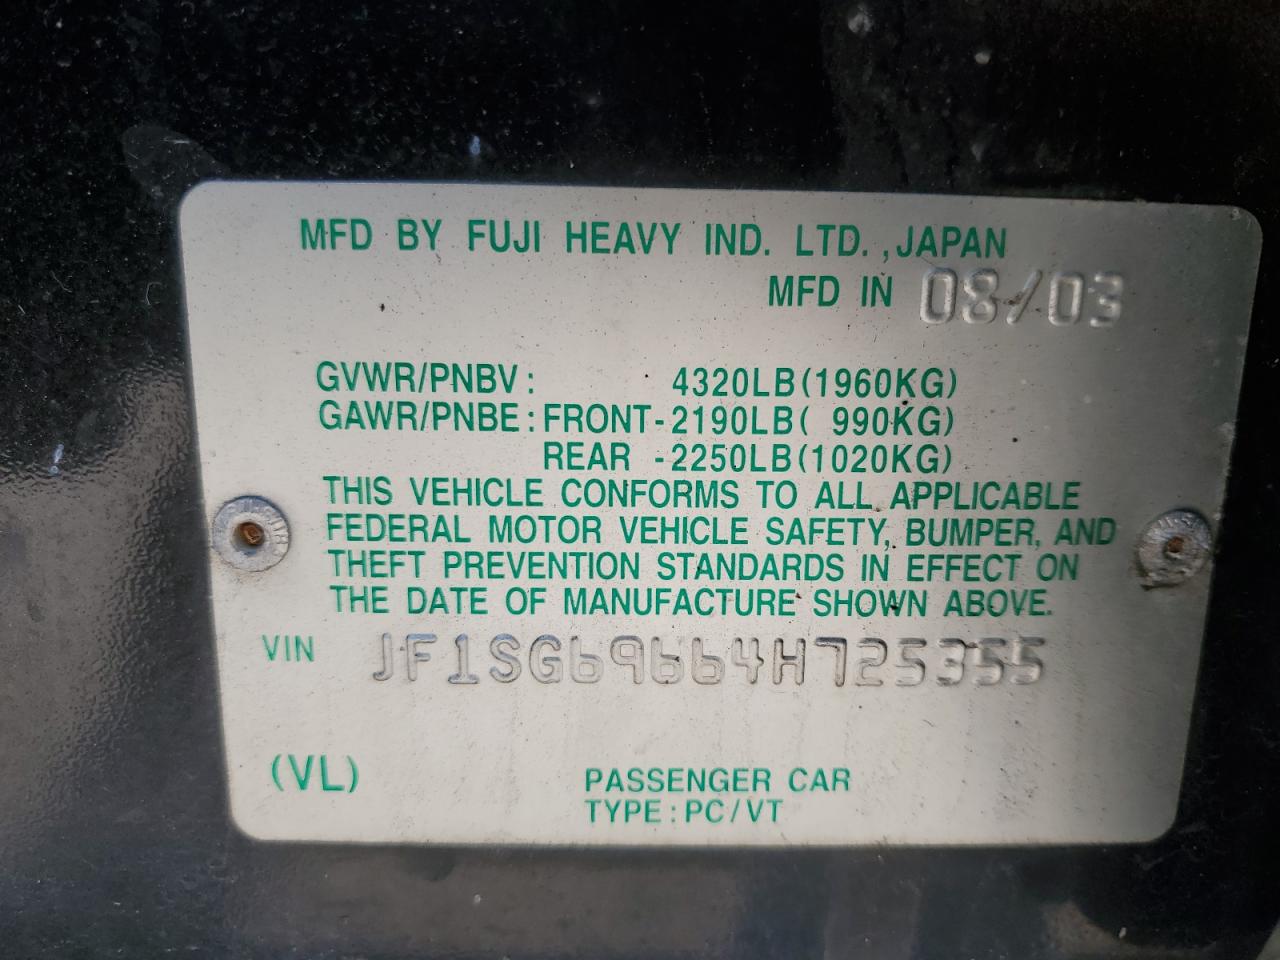 MFD BY FUJI HEAVY IND. LTD., JAPAN
MFD IN 08/03
GVWR/PNBV: 4320LB(1960KG)
GAWR/PNBE: FRONT-2190LB( 990KG)
REAR -2250LB(1020KG)
THIS VEHICLE CONFORMS TO ALL APPLICABLE
FEDERAL MOTOR VEHICLE SAFETY, BUMPER, AND
THEFT PREVENTION STANDARDS IN EFFECT ON
THE DATE OF MANUFACTURE SHOWN ABOVE.
VIN JF1SG69664H725355
(VL) PASSENGER CAR
TYPE: PC/VT